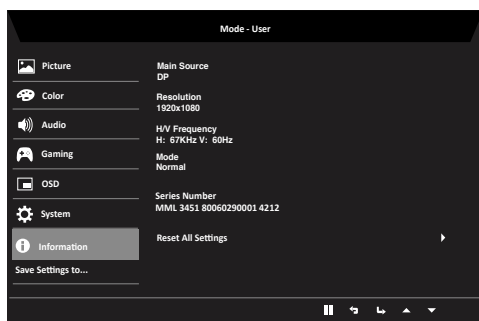 Mode - User
Picture
Color
Audio
Gaming
OSD
System
Information
Save Settings to...
Main Source
DP
Resolution
1920x1080
H/V Frequency
H: 67KHz V: 60Hz
Mode
Normal
Series Number
MML 3451 80060290001 4212
Reset All Settings